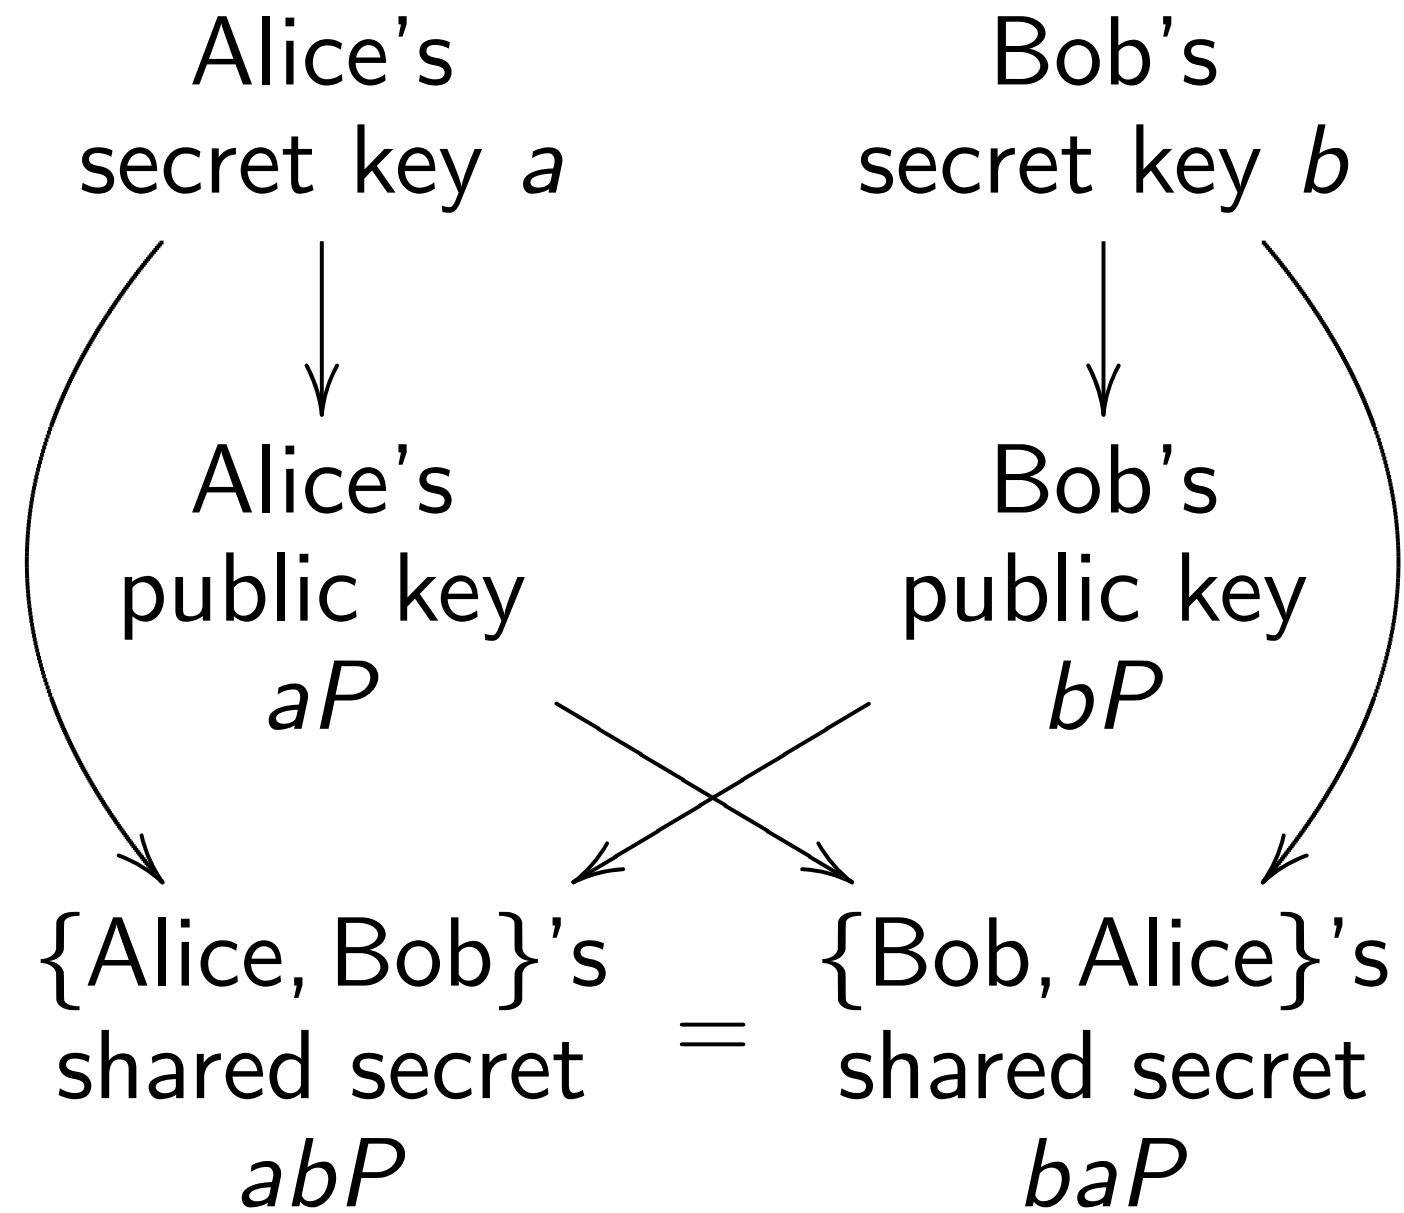 Alice’s
secret key a
Bob’s
secret key b
Alice’s
public key
aP
Bob’s
public key
bP
{Alice, Bob}’s
shared secret
abP
=
{Bob, Alice}’s
shared secret
baP